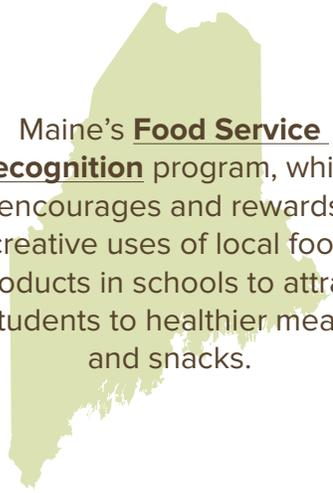 Maine’s Food Service
ecognition program, whi
encourages and rewards
creative uses of local foo
oducts in schools to attra
tudents to healthier mea
and snacks.